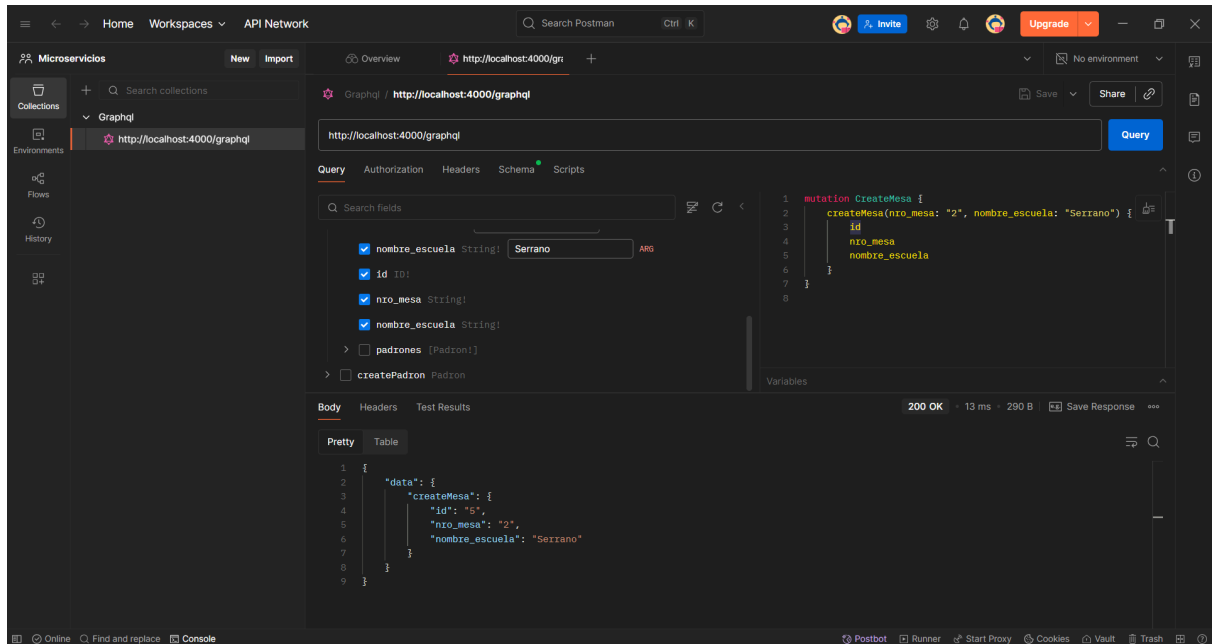 Home Workspaces API Network Search Postman Ctrl K Invite Upgrade
Microservicios New Import Overview http://localhost:4000/gra No environment
Collections Search collections Graphql / http://localhost:4000/graphql Save Share
Graphql
http://localhost:4000/graphql http://localhost:4000/graphql Query
Environments
Flows
History
Query Authorization Headers Schema Scripts
Search fields
nombre_escuela String! Serrano ARG
id ID!
nro_mesa String!
nombre_escuela String!
padrones [Padron!]
createPadron Padron
1 mutation CreateMesa {
2 createMesa(nro_mesa: "2", nombre_escuela: "Serrano") {
3 id
4 nro_mesa
5 nombre_escuela
6 }
7 }
8
Variables
Body Headers Test Results 200 OK 13 ms 290 B e.g. Save Response
Pretty Table
1 {
2 "data": {
3 "createMesa": {
4 "id": "5",
5 "nro_mesa": "2",
6 "nombre_escuela": "Serrano"
7 }
8 }
9 }
Online Find and replace Console Postbot Runner Start Proxy Cookies Vault Trash